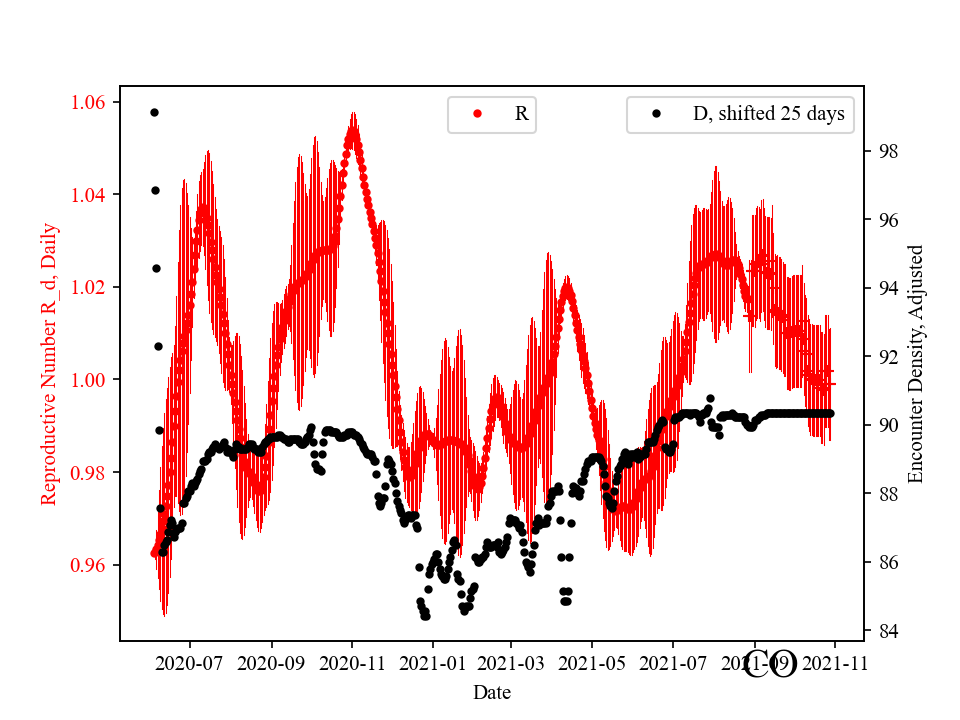 R
D, shifted 25 days
1.06
1.04
1.02
1.00
0.98
0.96
Reproductive Number R_d, Daily
98
96
94
92
90
88
86
84
Encounter Density, Adjusted
2020-07 2020-09 2020-11 2021-01 2021-03 2021-05 2021-07 2021-09 2021-11
CO
Date